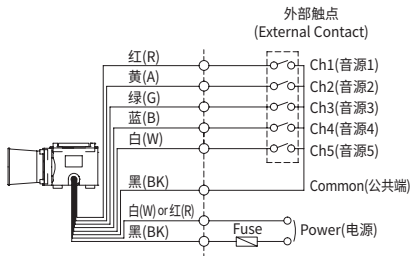 外部触点
(External Contact)
红(R) Ch1(音源1)
黄(A) Ch2(音源2)
绿(G) Ch3(音源3)
蓝(B) Ch4(音源4)
白(W) Ch5(音源5)
黑(BK) Common(公共端)
白(W) or 红(R)
黑(BK) Fuse Power(电源)